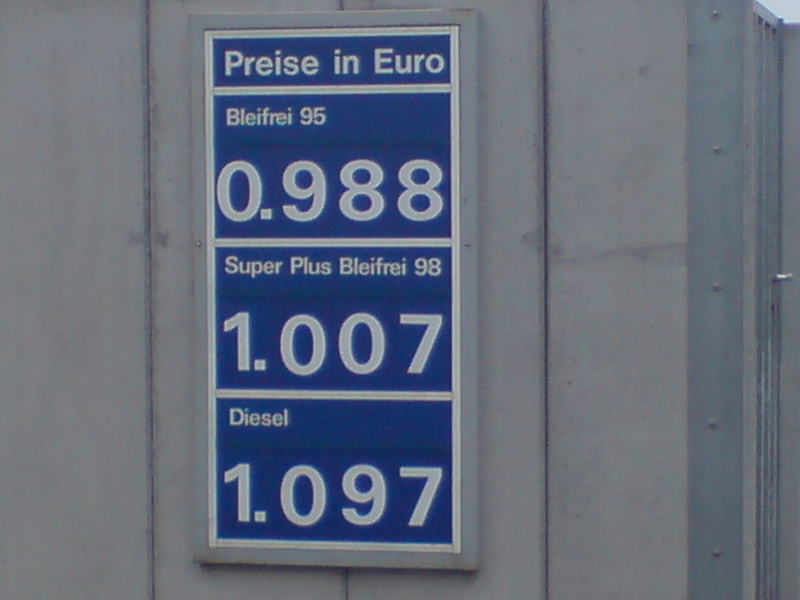 Preise in Euro
Bleifrei 95
0.988
Super Plus Bleifrei 98
1.007
Diesel
1.097